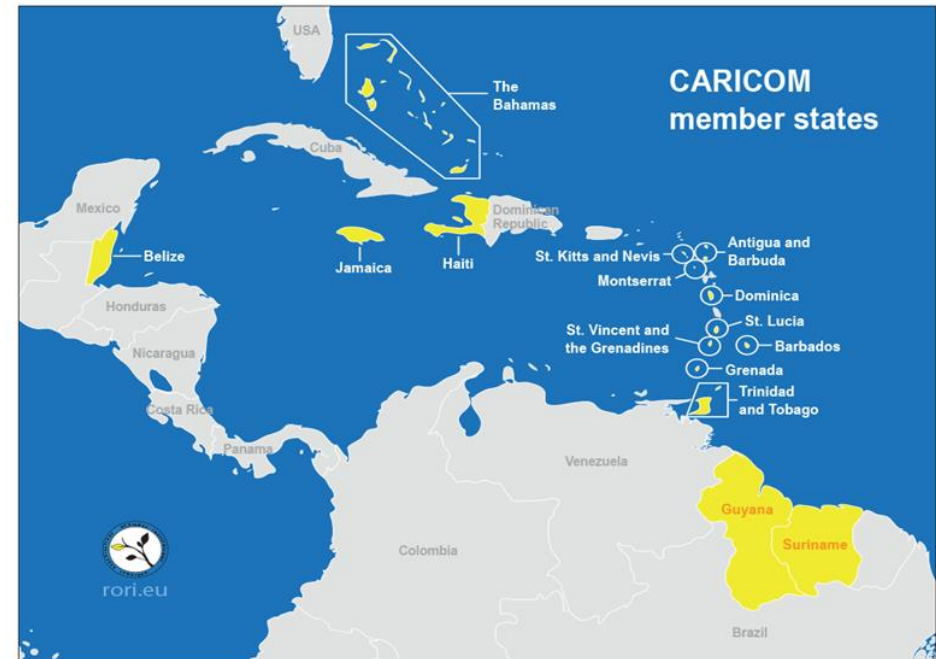 USA
The
Bahamas
CARICOM
member states
Cuba
Mexico
Dominican
Republic
Belize
Jamaica
Haiti
St. Kitts and Nevis
Antigua and
Barbuda
Montserrat
Honduras
Dominica
St. Lucia
St. Vincent and
the Grenadines
Barbados
Nicaragua
Grenada
Costa Rica
Trinidad
and Tobago
Panama
Venezuela
Guyana
Suriname
Colombia
rori.eu
Brazil